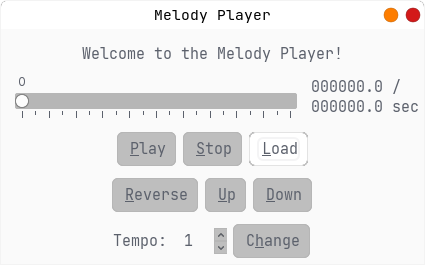 Melody Player
Welcome to the Melody Player!
0
000000.0 /
000000.0 sec
Play Stop Load
Reverse Up Down
Tempo: 1 Change